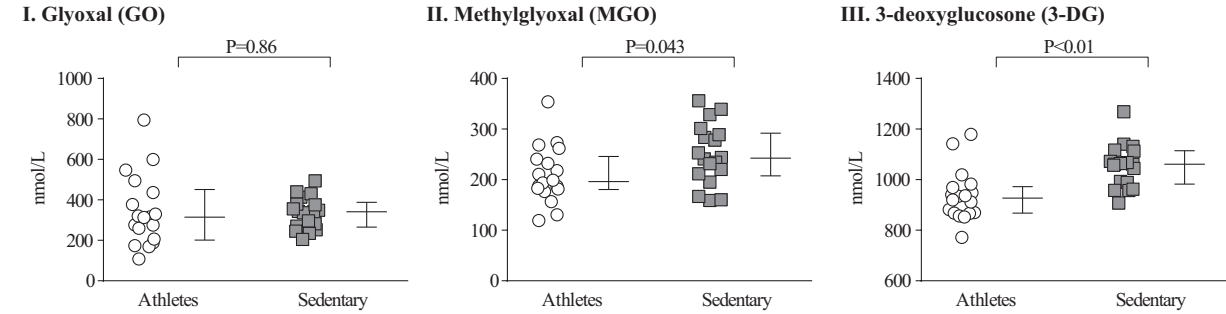 I. Glyoxal (GO)
P=0.86
nmol/L
1000
800
600
400
200
0
Athletes Sedentary
II. Methylglyoxal (MGO)
P=0.043
nmol/L
400
300
200
100
0
Athletes Sedentary
III. 3-deoxyglucosone (3-DG)
P<0.01
nmol/L
1400
1200
1000
800
600
Athletes Sedentary